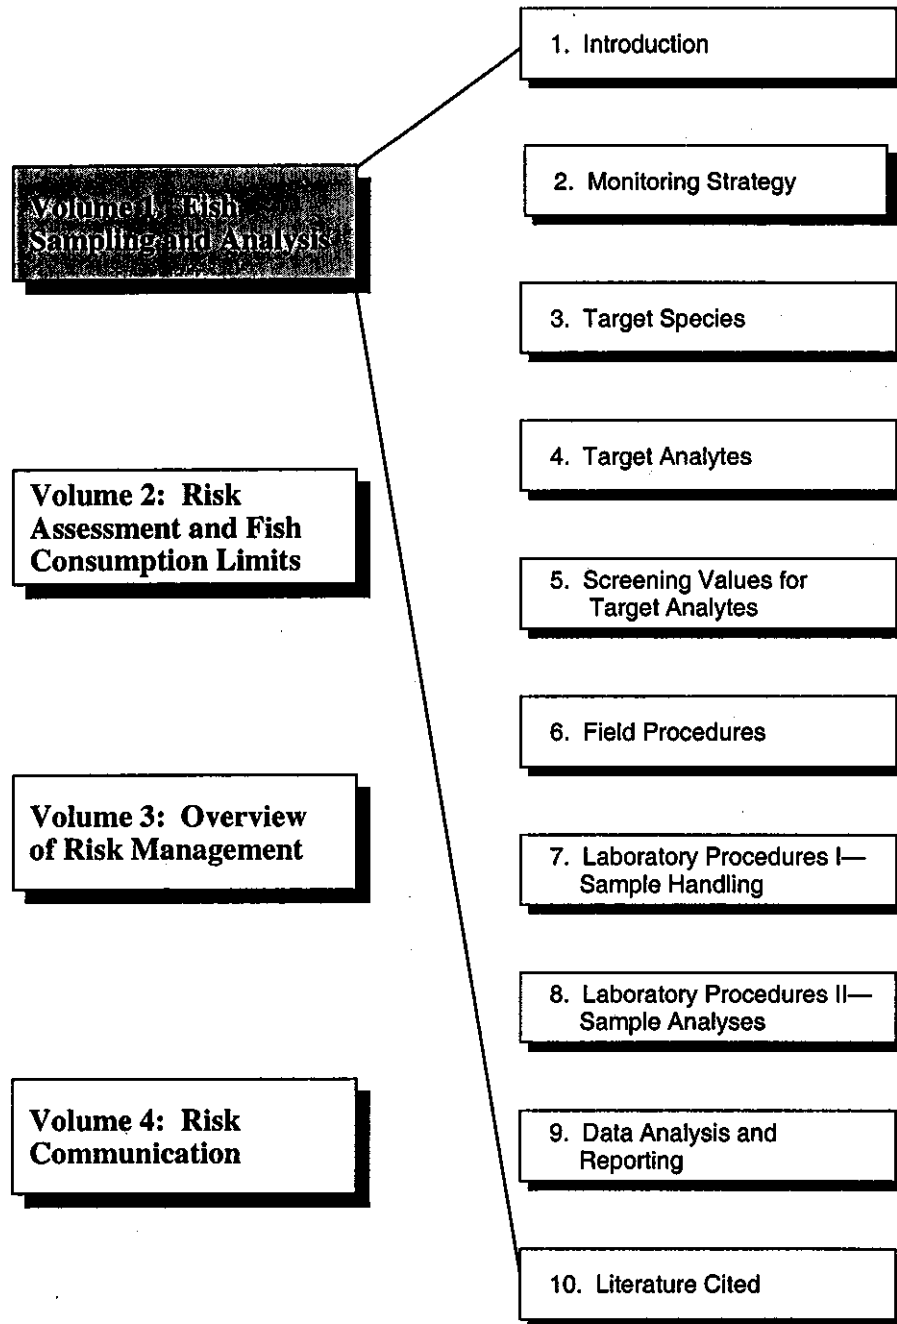 Volume 1: Fish
Sampling and Analysis
Volume 2: Risk
Assessment and Fish
Consumption Limits
Volume 3: Overview
of Risk Management
Volume 4: Risk
Communication
1. Introduction
2. Monitoring Strategy
3. Target Species
4. Target Analytes
5. Screening Values for
Target Analytes
6. Field Procedures
7. Laboratory Procedures I—
Sample Handling
8. Laboratory Procedures II—
Sample Analyses
9. Data Analysis and
Reporting
10. Literature Cited